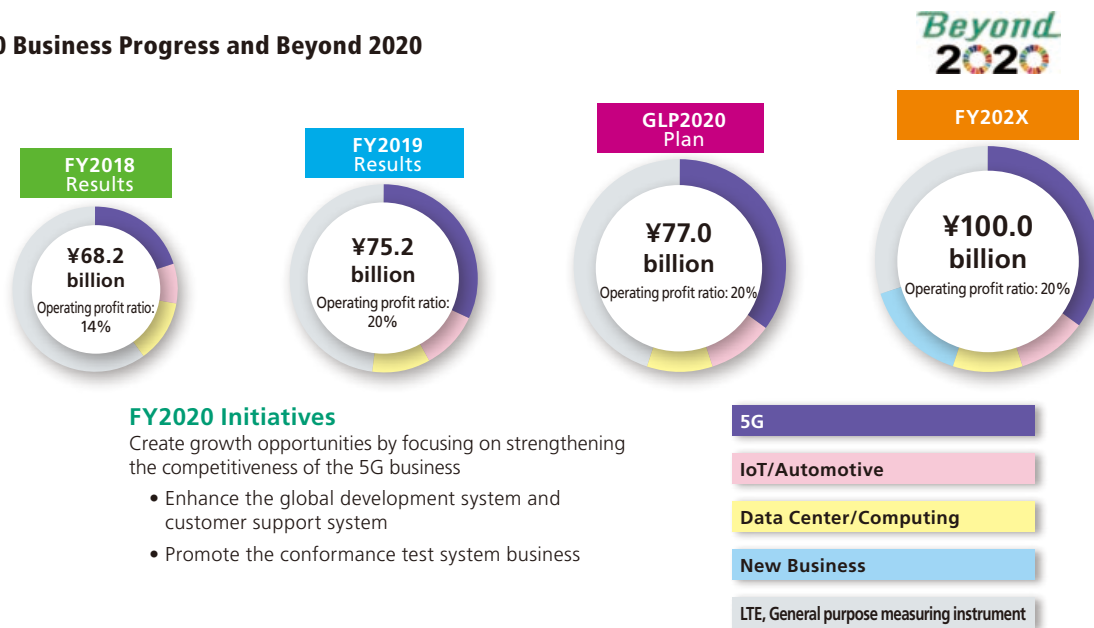 0 Business Progress and Beyond 2020
Beyond
2020
FY2018
Results
¥68.2
billion
Operating profit ratio:
14%
FY2019
Results
¥75.2
billion
Operating profit ratio:
20%
GLP2020
Plan
¥77.0
billion
Operating profit ratio: 20%
FY202X
¥100.0
billion
Operating profit ratio: 20%
FY2020 Initiatives
Create growth opportunities by focusing on strengthening
the competitiveness of the 5G business
• Enhance the global development system and
customer support system
• Promote the conformance test system business
5G
IoT/Automotive
Data Center/Computing
New Business
LTE, General purpose measuring instrument